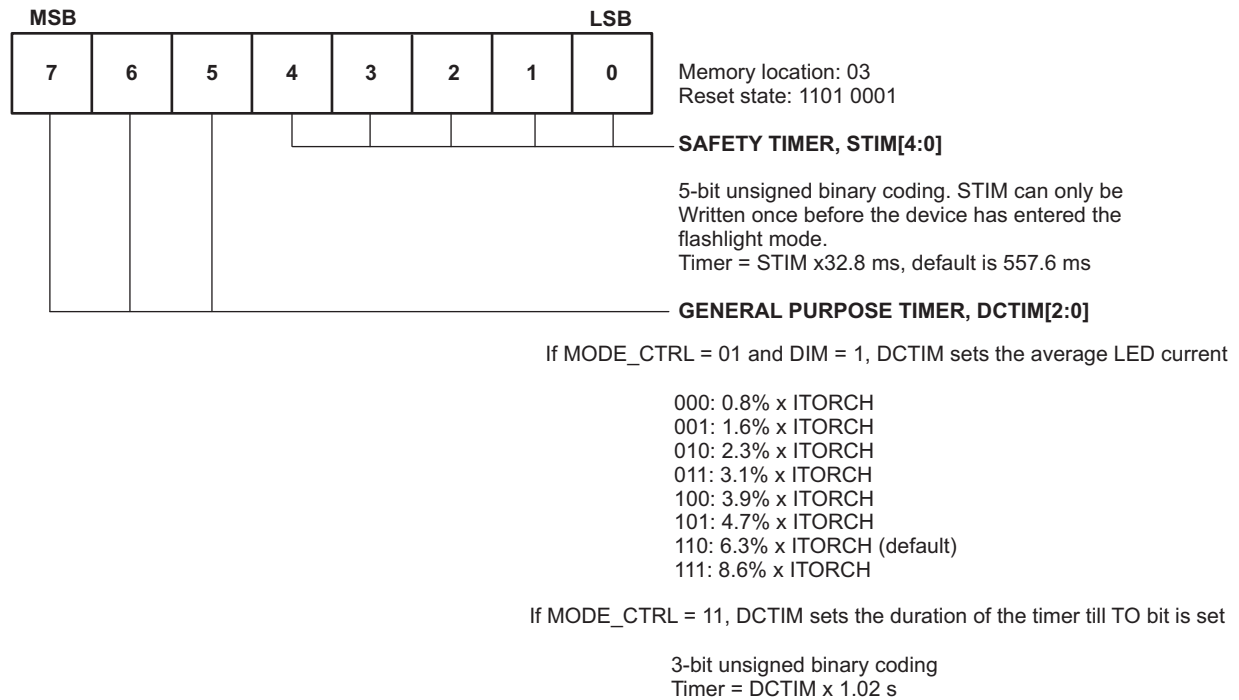 MSB LSB
7 6 5 4 3 2 1 0
Memory location: 03
Reset state: 1101 0001
SAFETY TIMER, STIM[4:0]
5-bit unsigned binary coding. STIM can only be
Written once before the device has entered the
flashlight mode.
Timer = STIM x32.8 ms, default is 557.6 ms
GENERAL PURPOSE TIMER, DCTIM[2:0]
If MODE_CTRL = 01 and DIM = 1, DCTIM sets the average LED current
000: 0.8% x ITORCH
001: 1.6% x ITORCH
010: 2.3% x ITORCH
011: 3.1% x ITORCH
100: 3.9% x ITORCH
101: 4.7% x ITORCH
110: 6.3% x ITORCH (default)
111: 8.6% x ITORCH
If MODE_CTRL = 11, DCTIM sets the duration of the timer till TO bit is set
3-bit unsigned binary coding
Timer = DCTIM x 1.02 s